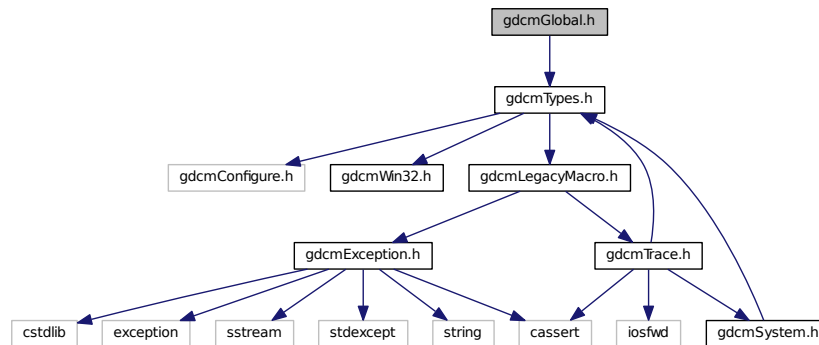 gdcmGlobal.h
gdcmTypes.h
gdcmConfigure.h
gdcmWin32.h
gdcmLegacyMacro.h
gdcmException.h
gdcmTrace.h
cstdlib
exception
sstream
stdexcept
string
cassert
iosfwd
gdcmSystem.h